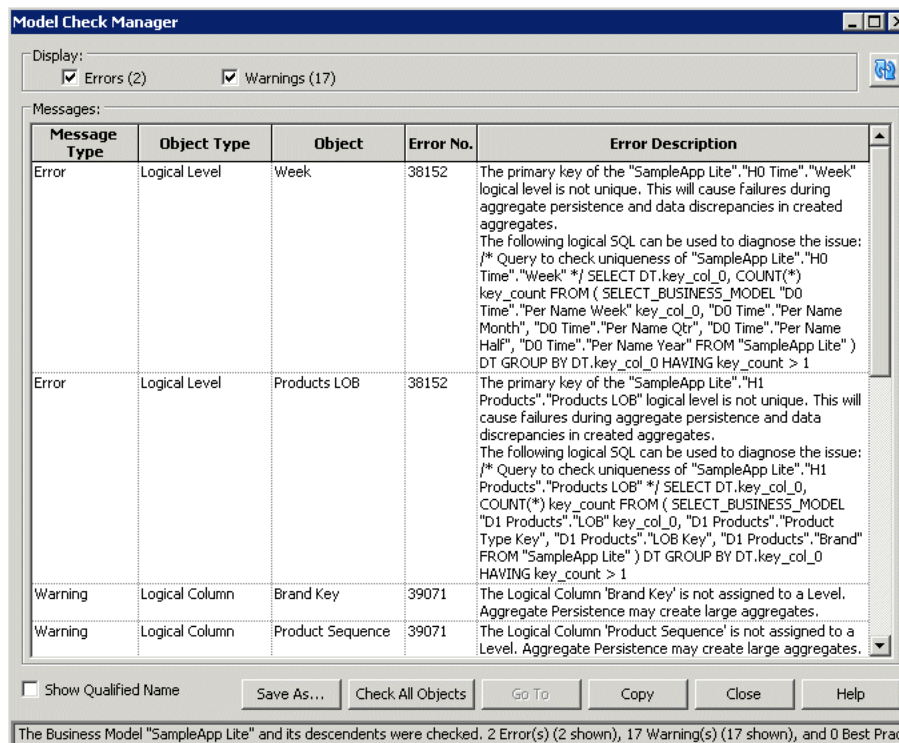 Model Check Manager
Display:
Errors (2)
Warnings (17)
Messages:
Message Type
Object Type
Object
Error No.
Error Description
Error
Logical Level
Week
38152
The primary key of the "SampleApp Lite"."H0 Time"."Week"
logical level is not unique. This will cause failures during
aggregate persistence and data discrepancies in created
aggregates.
The following logical SQL can be used to diagnose the issue:
/* Query to check uniqueness of "SampleApp Lite"."H0
Time"."Week" */ SELECT DT.key_col_0, COUNT(*)
key_count FROM ( SELECT_BUSINESS_MODEL "D0
Time"."Per Name Week" key_col_0, "D0 Time"."Per Name
Month", "D0 Time"."Per Name Qtr", "D0 Time"."Per Name
Half", "D0 Time"."Per Name Year" FROM "SampleApp Lite" )
DT GROUP BY DT.key_col_0 HAVING key_count > 1
Error
Logical Level
Products LOB
38152
The primary key of the "SampleApp Lite"."H1
Products"."Products LOB" logical level is not unique. This will
cause failures during aggregate persistence and data
discrepancies in created aggregates.
The following logical SQL can be used to diagnose the issue:
/* Query to check uniqueness of "SampleApp Lite"."H1
Products"."Products LOB" */ SELECT DT.key_col_0,
COUNT(*) key_count FROM ( SELECT_BUSINESS_MODEL
"D1 Products"."LOB" key_col_0, "D1 Products"."Product
Type Key", "D1 Products"."LOB Key", "D1 Products"."Brand"
FROM "SampleApp Lite" ) DT GROUP BY DT.key_col_0
HAVING key_count > 1
Warning
Logical Column
Brand Key
39071
The Logical Column 'Brand Key' is not assigned to a Level.
Aggregate Persistence may create large aggregates.
Warning
Logical Column
Product Sequence
39071
The Logical Column 'Product Sequence' is not assigned to a
Level. Aggregate Persistence may create large aggregates.
Show Qualified Name
Save As...
Check All Objects
Go To
Copy
Close
Help
The Business Model "SampleApp Lite" and its descendents were checked. 2 Error(s) (2 shown), 17 Warning(s) (17 shown), and 0 Best Prac